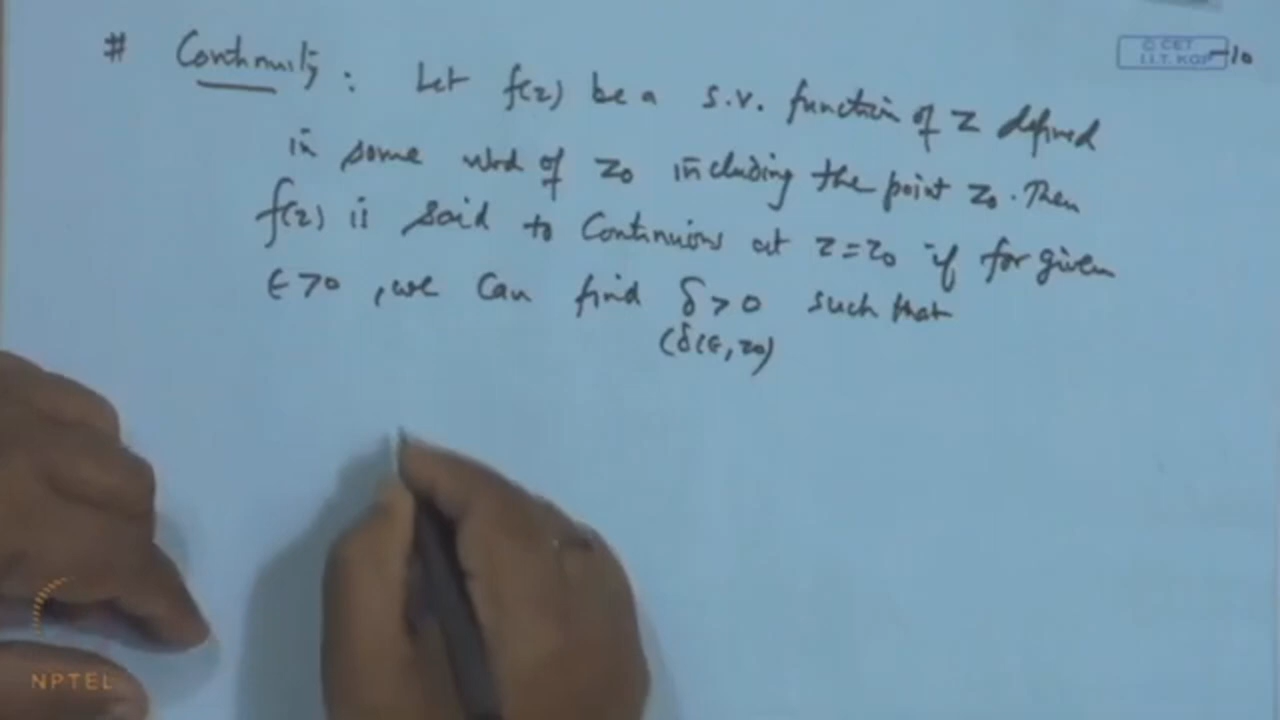 # Continuity : Let f(z) be a s.v. function of z defined
in some nbd of z0 including the point z0. Then
f(z) is said to Continuous at z=z0 if for given
ϵ>0, we can find δ>0 such that
(δ(ϵ, z0)
© CET
I.I.T. KGP -10
NPTEL